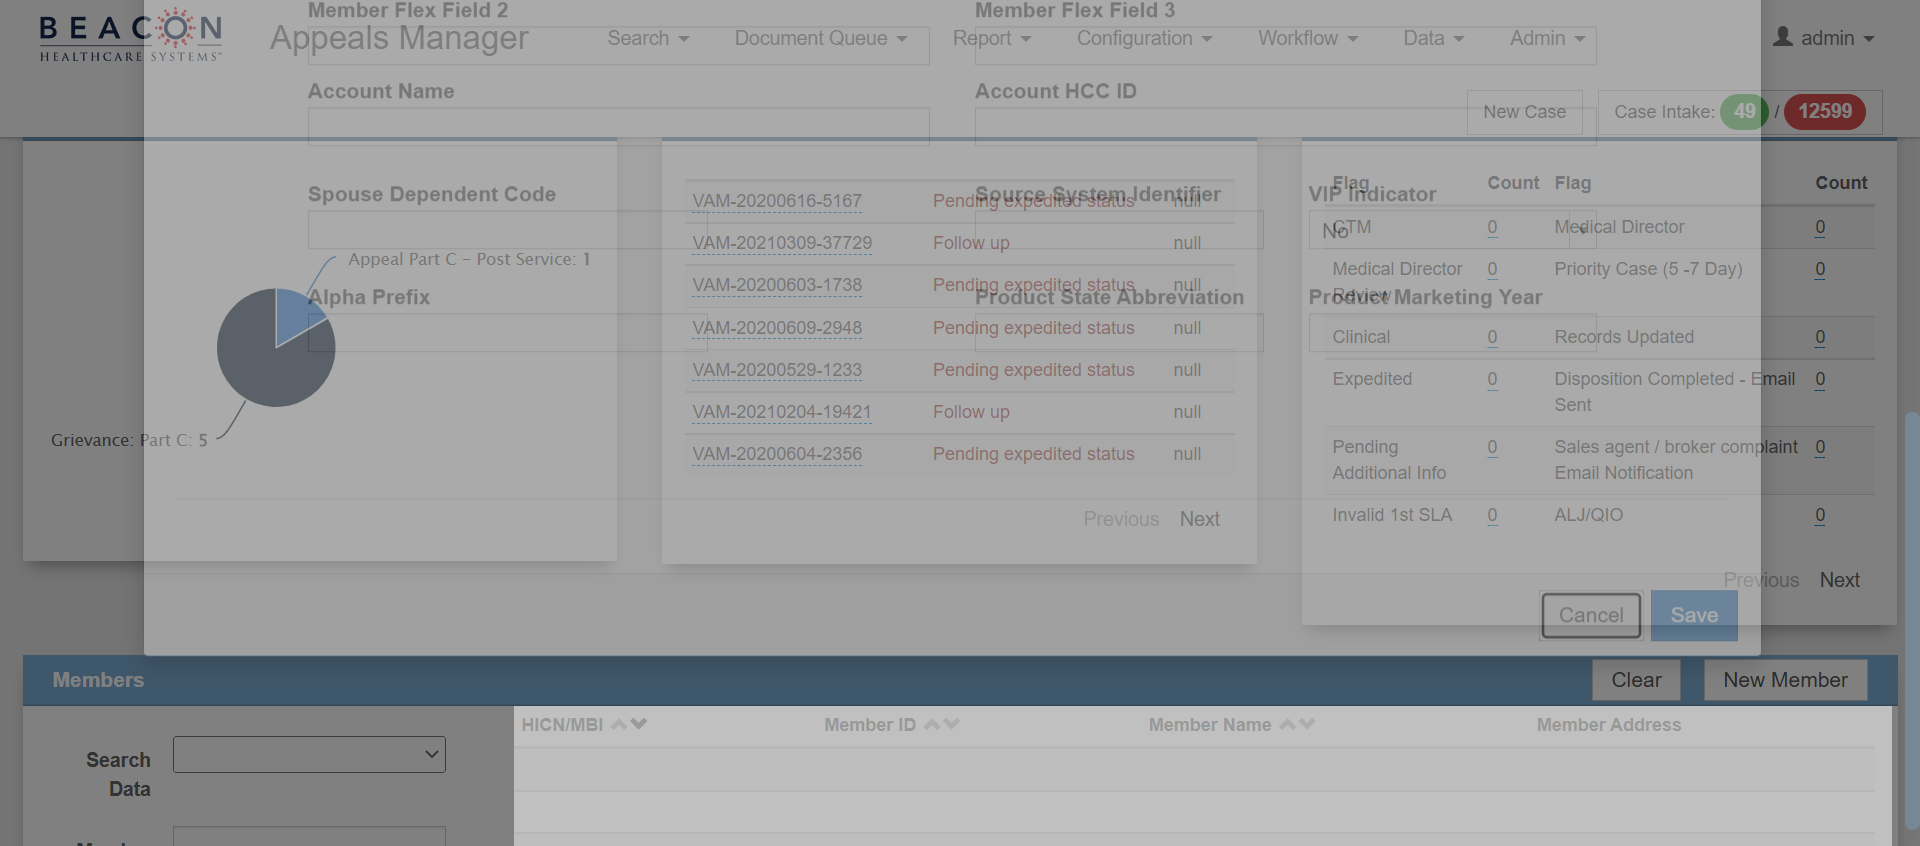 Member Flex Field 2
Member Flex Field 3
BEACON
HEALTHCARE SYSTEMS
Appeals Manager
Search
Document Queue
Report
Configuration
Workflow
Data
Admin
admin
Account Name
Account HCC ID
New Case
Case Intake: 49 / 12599
Spouse Dependent Code
Source System Identifier
VIP Indicator
No
Appeal Part C - Post Service: 1
Grievance: Part C: 5
Alpha Prefix
Product State Abbreviation
Product Marketing Year
VAM-20200616-5167 Pending expedited status null
VAM-20210309-37729 Follow up null
VAM-20200603-1738 Pending expedited status null
VAM-20200609-2948 Pending expedited status null
VAM-20200529-1233 Pending expedited status null
VAM-20210204-19421 Follow up null
VAM-20200604-2356 Pending expedited status null
Previous Next
Flag Count Flag Count
CTM 0 Medical Director 0
Medical Director Review 0 Priority Case (5 -7 Day) 0
Clinical 0 Records Updated 0
Expedited 0 Disposition Completed - Email Sent 0
Pending Additional Info 0 Sales agent / broker complaint Email Notification 0
Invalid 1st SLA 0 ALJ/QIO 0
Previous Next
Cancel Save
Members
Clear New Member
HICN/MBI
Member ID
Member Name
Member Address
Search
Data